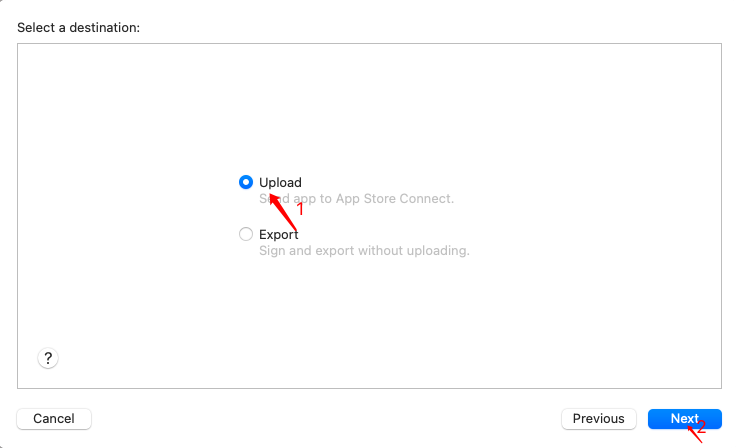 Select a destination:
Upload
Send app to App Store Connect.
1
Export
Sign and export without uploading.
?
Cancel
Previous
Next
2